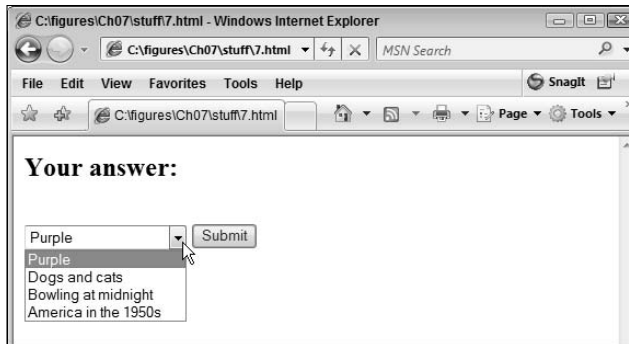 C:\figures\Ch07\stuff\7.html - Windows Internet Explorer
C:\figures\Ch07\stuff\7.html MSN Search
File Edit View Favorites Tools Help SnagIt
C:\figures\Ch07\stuff\7.html Page Tools
Your answer:
Purple Submit
Purple
Dogs and cats
Bowling at midnight
America in the 1950s